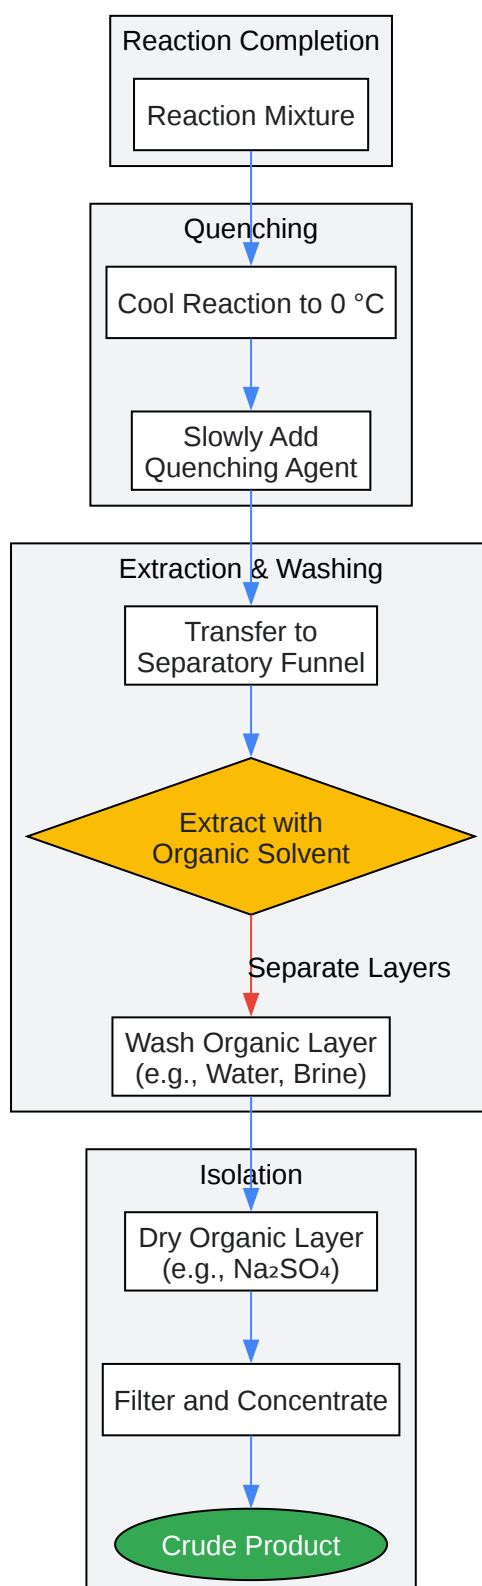 Reaction Completion
Reaction Mixture
Quenching
Cool Reaction to 0 °C
Slowly Add
Quenching Agent
Extraction & Washing
Transfer to
Separatory Funnel
Extract with
Organic Solvent
Separate Layers
Wash Organic Layer
(e.g., Water, Brine)
Isolation
Dry Organic Layer
(e.g., Na₂SO₄)
Filter and Concentrate
Crude Product